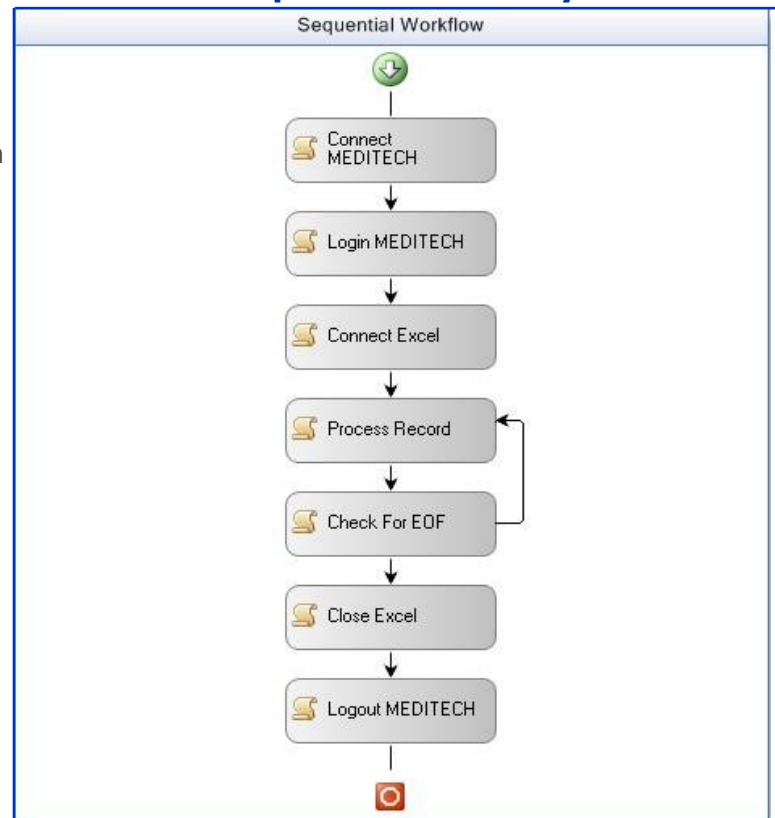 Sequential Workflow
Connect
MEDITECH
Login MEDITECH
Connect Excel
Process Record
Check For EOF
Close Excel
Logout MEDITECH